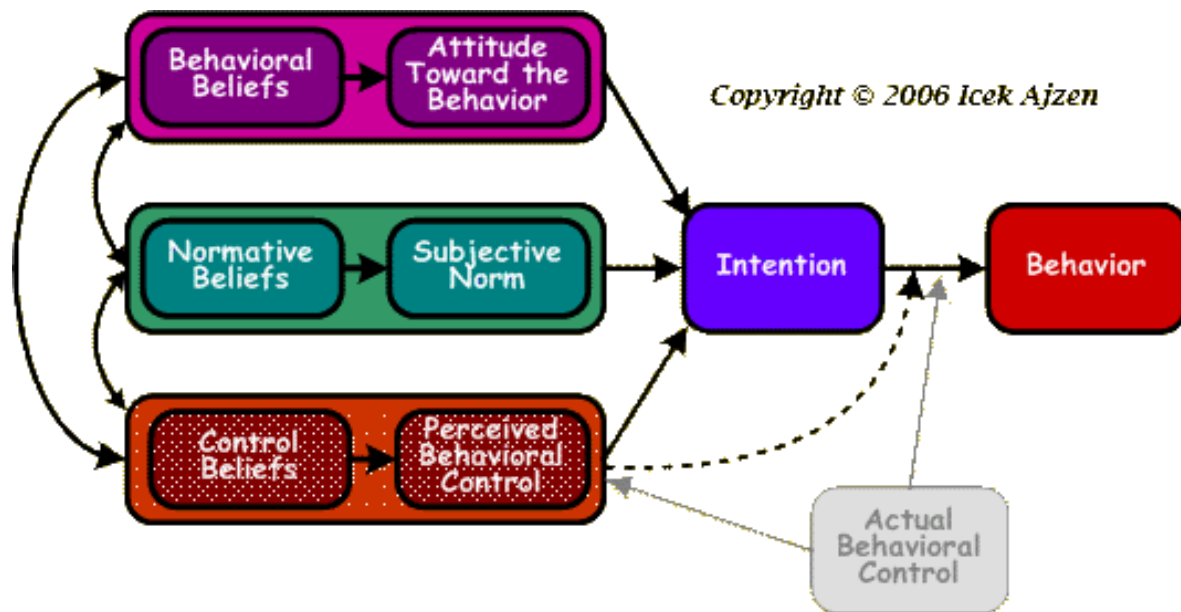 Behavioral
Beliefs
Attitude
Toward the
Behavior
Copyright © 2006 Icek Ajzen
Normative
Beliefs
Subjective
Norm
Intention
Behavior
Control
Beliefs
Perceived
Behavioral
Control
Actual
Behavioral
Control